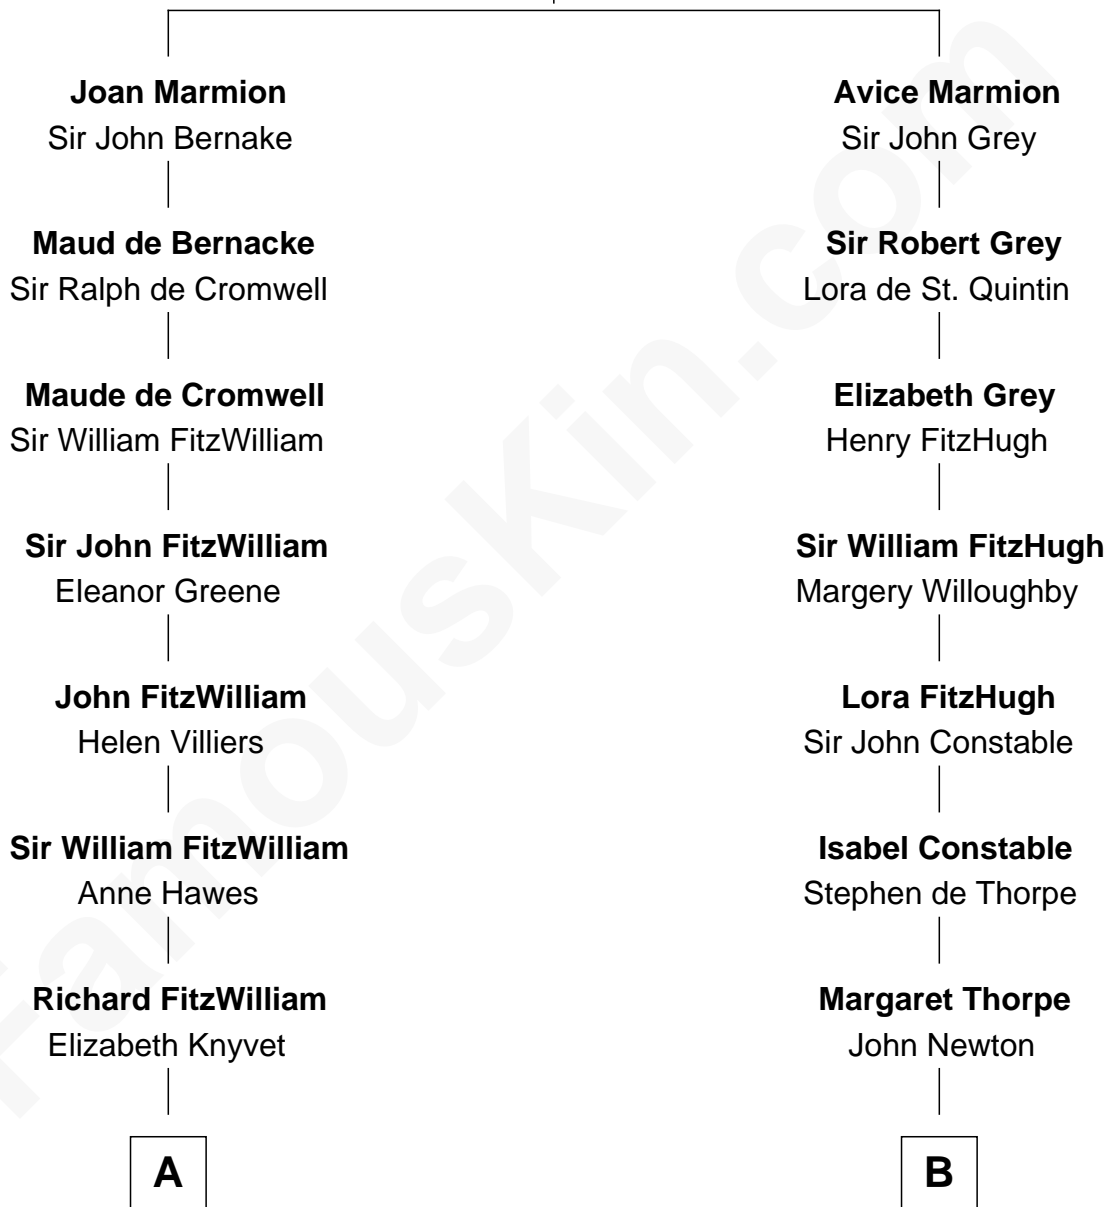 Joan Marmion
Sir John Bernake
Avice Marmion
Sir John Grey
Maud de Bernacke
Sir Ralph de Cromwell
Sir Robert Grey
Lora de St. Quintin
Maude de Cromwell
Sir William FitzWilliam
Elizabeth Grey
Henry FitzHugh
Sir John FitzWilliam
Eleanor Greene
Sir William FitzHugh
Margery Willoughby
John FitzWilliam
Helen Villiers
Lora FitzHugh
Sir John Constable
Sir William FitzWilliam
Anne Hawes
Isabel Constable
Stephen de Thorpe
Richard FitzWilliam
Elizabeth Knyvet
Margaret Thorpe
John Newton
A
B
FamousKin.com